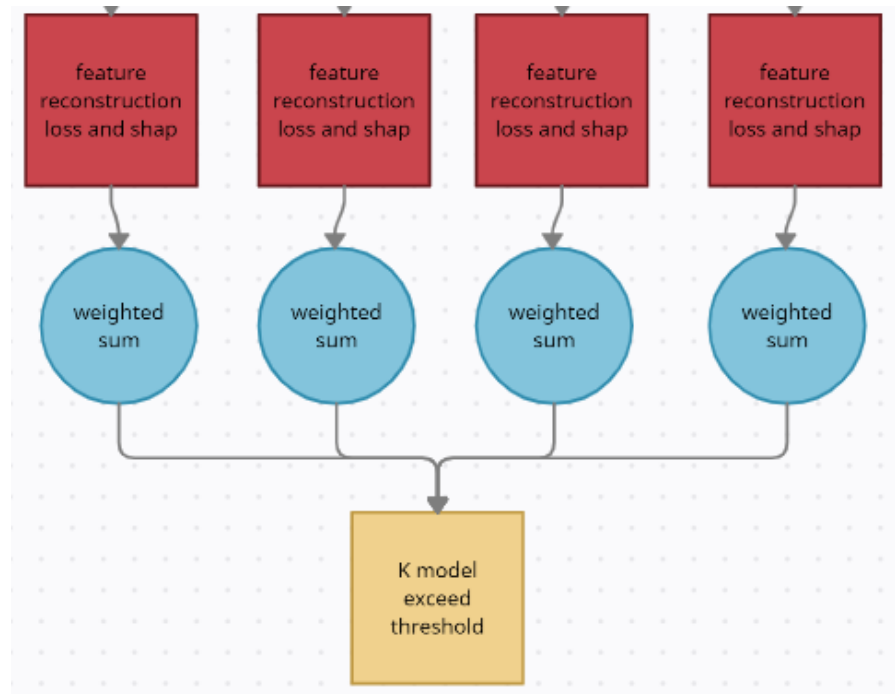 feature
reconstruction
loss and shap
feature
reconstruction
loss and shap
feature
reconstruction
loss and shap
feature
reconstruction
loss and shap
weighted
sum
weighted
sum
weighted
sum
weighted
sum
K model
exceed
threshold